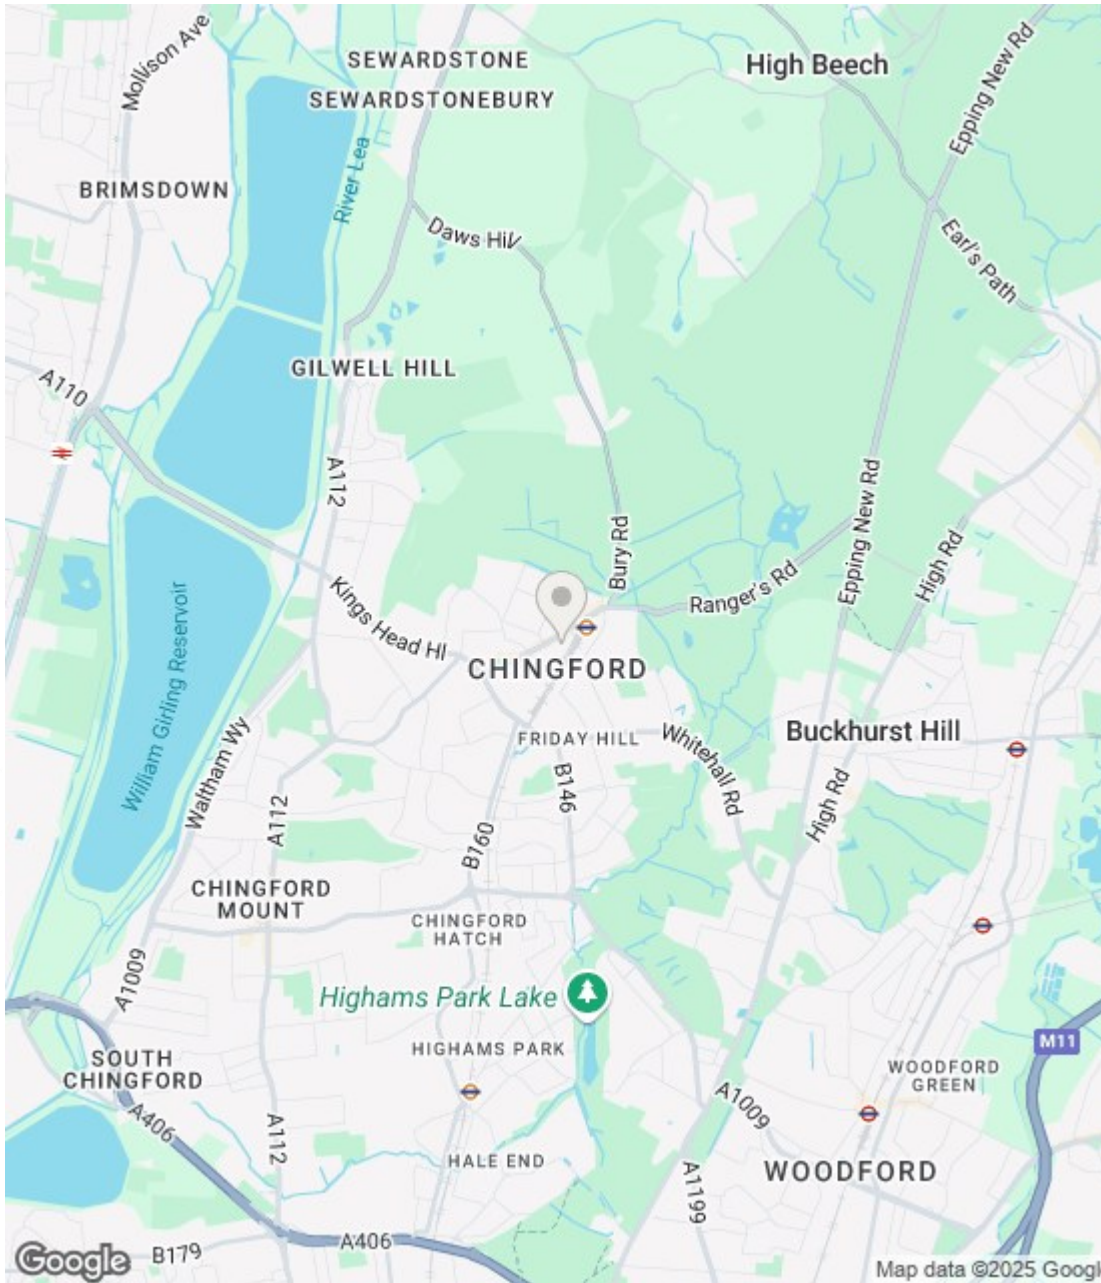 SEWARDSTONE
High Beech
Mollison Ave
SEWARDSTONEBURY
Epping New Rd
River Lea
BRIMSDOWN
Daws Hil
Earl's Path
GILWELL HILL
A110
A112
Epping New Rd
High Rd
Bury Rd
Ranger's Rd
Kings Head Hl
CHINGFORD
William Girling Reservoir
Waltham Wy
FRIDAY HILL
Whitehall Rd
Buckhurst Hill
B146
High Rd
A112
B160
CHINGFORD
MOUNT
CHINGFORD
HATCH
A1009
Highams Park Lake
HIGHAMS PARK
M11
SOUTH
CHINGFORD
WOODFORD
GREEN
A1009
A406
A112
HALE END
WOODFORD
A1199
A406
B179
Google
Map data ©2025 Googl